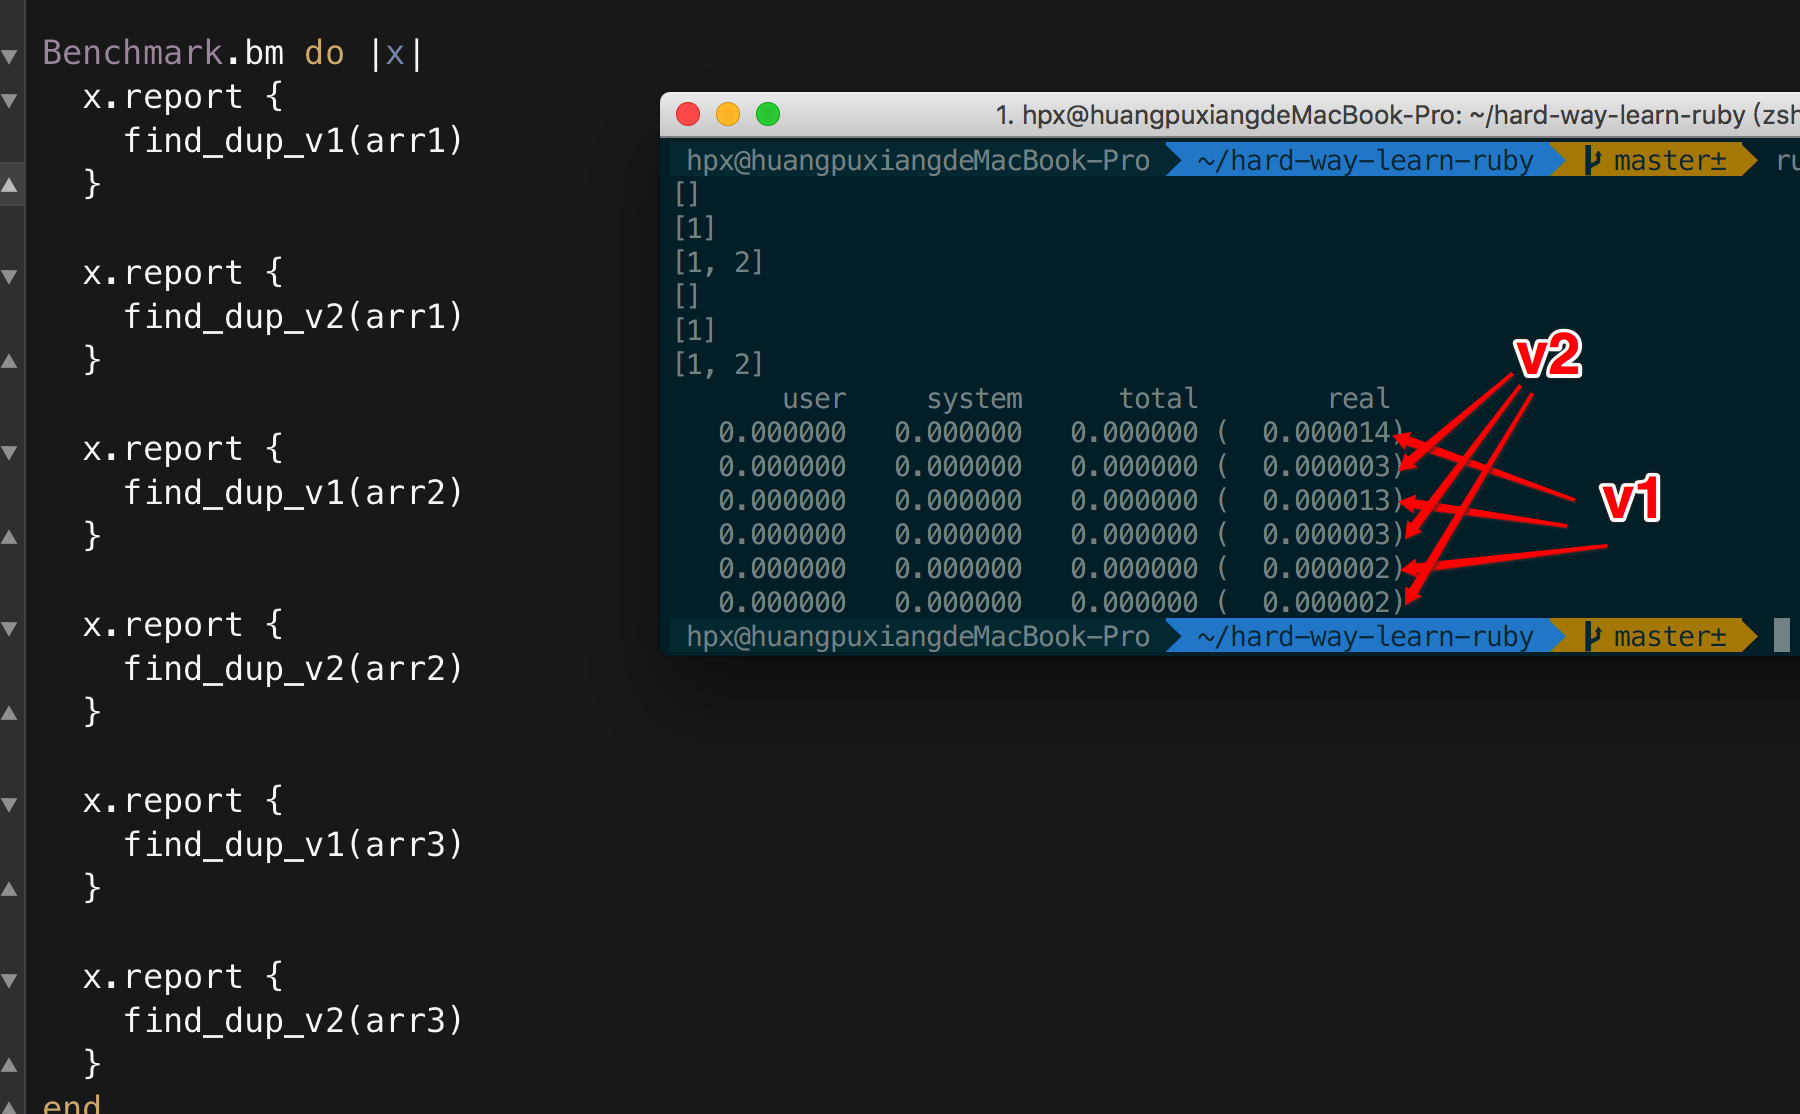 Benchmark.bm do |x|
x.report {
find_dup_v1(arr1)
}
x.report {
find_dup_v2(arr1)
}
x.report {
find_dup_v1(arr2)
}
x.report {
find_dup_v2(arr2)
}
x.report {
find_dup_v1(arr3)
}
x.report {
find_dup_v2(arr3)
}
end
1. hpx@huangpuxiangdeMacBook-Pro: ~/hard-way-learn-ruby (zsh
hpx@huangpuxiangdeMacBook-Pro ~/hard-way-learn-ruby master± ru
[]
[1]
[1, 2]
[]
[1]
[1, 2]
user system total real
0.000000 0.000000 0.000000 ( 0.000014)
0.000000 0.000000 0.000000 ( 0.000003)
0.000000 0.000000 0.000000 ( 0.000013)
0.000000 0.000000 0.000000 ( 0.000003)
0.000000 0.000000 0.000000 ( 0.000002)
0.000000 0.000000 0.000000 ( 0.000002)
hpx@huangpuxiangdeMacBook-Pro ~/hard-way-learn-ruby master±
v2
v1